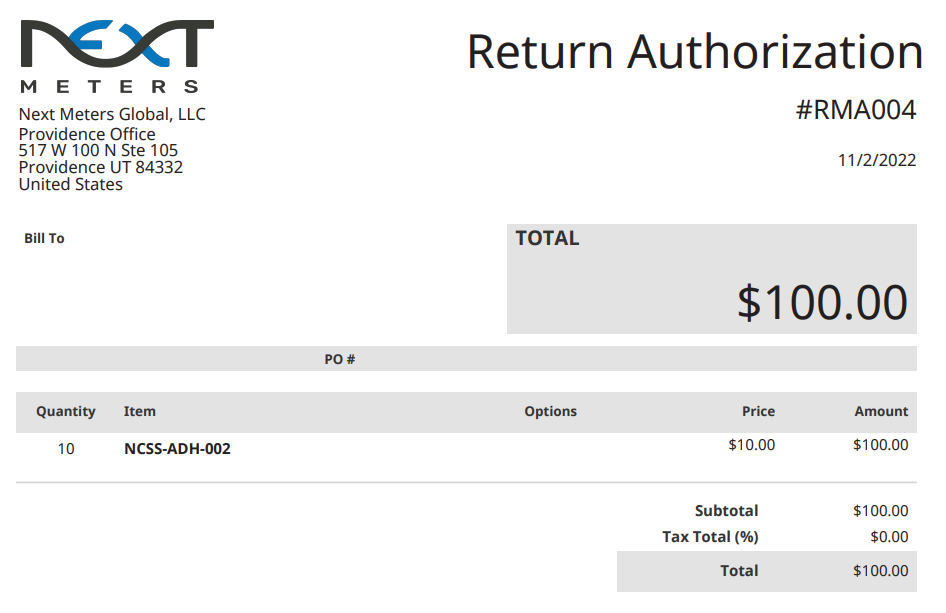 NEXT
METERS
Next Meters Global, LLC
Providence Office
517 W 100 N Ste 105
Providence UT 84332
United States
Return Authorization
#RMA004
11/2/2022
Bill To
TOTAL
$100.00
PO #
Quantity Item Options Price Amount
10 NCSS-ADH-002 $10.00 $100.00
Subtotal $100.00
Tax Total (%) $0.00
Total $100.00